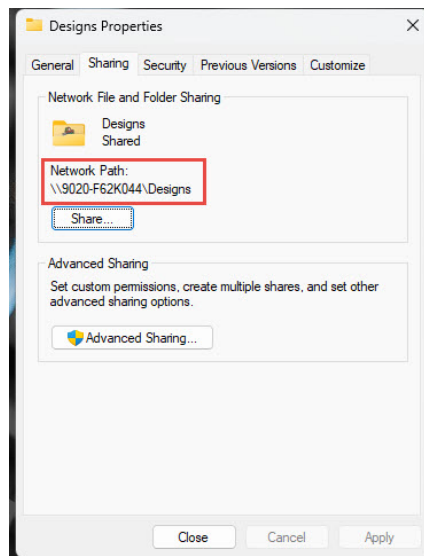 Designs Properties
General Sharing Security Previous Versions Customize
Network File and Folder Sharing
Designs
Shared
Network Path:
\\9020-F62K044\Designs
Share...
Advanced Sharing
Set custom permissions, create multiple shares, and set other
advanced sharing options.
Advanced Sharing...
Close Cancel Apply